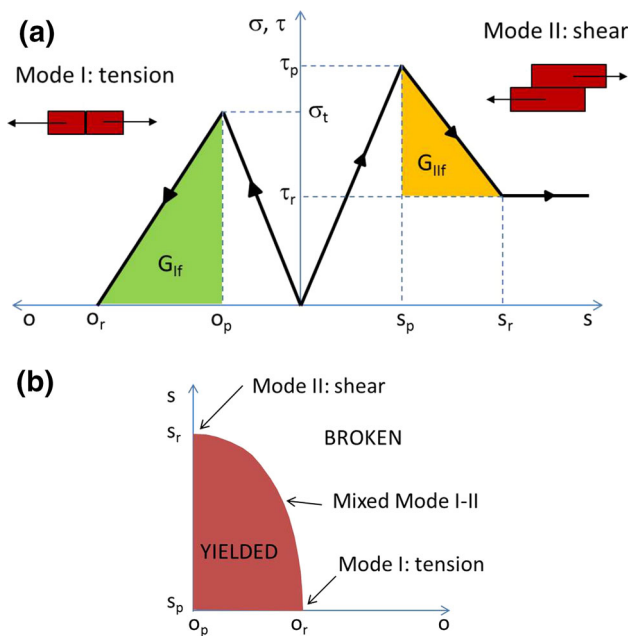 (a)
σ, τ
Mode II: shear
Mode I: tension
τp
σt
GIIf
τr
GIf
o
or
op
sp
sr
s
(b)
s
Mode II: shear
sr
BROKEN
Mixed Mode I-II
YIELDED
Mode I: tension
sp
op
or
o